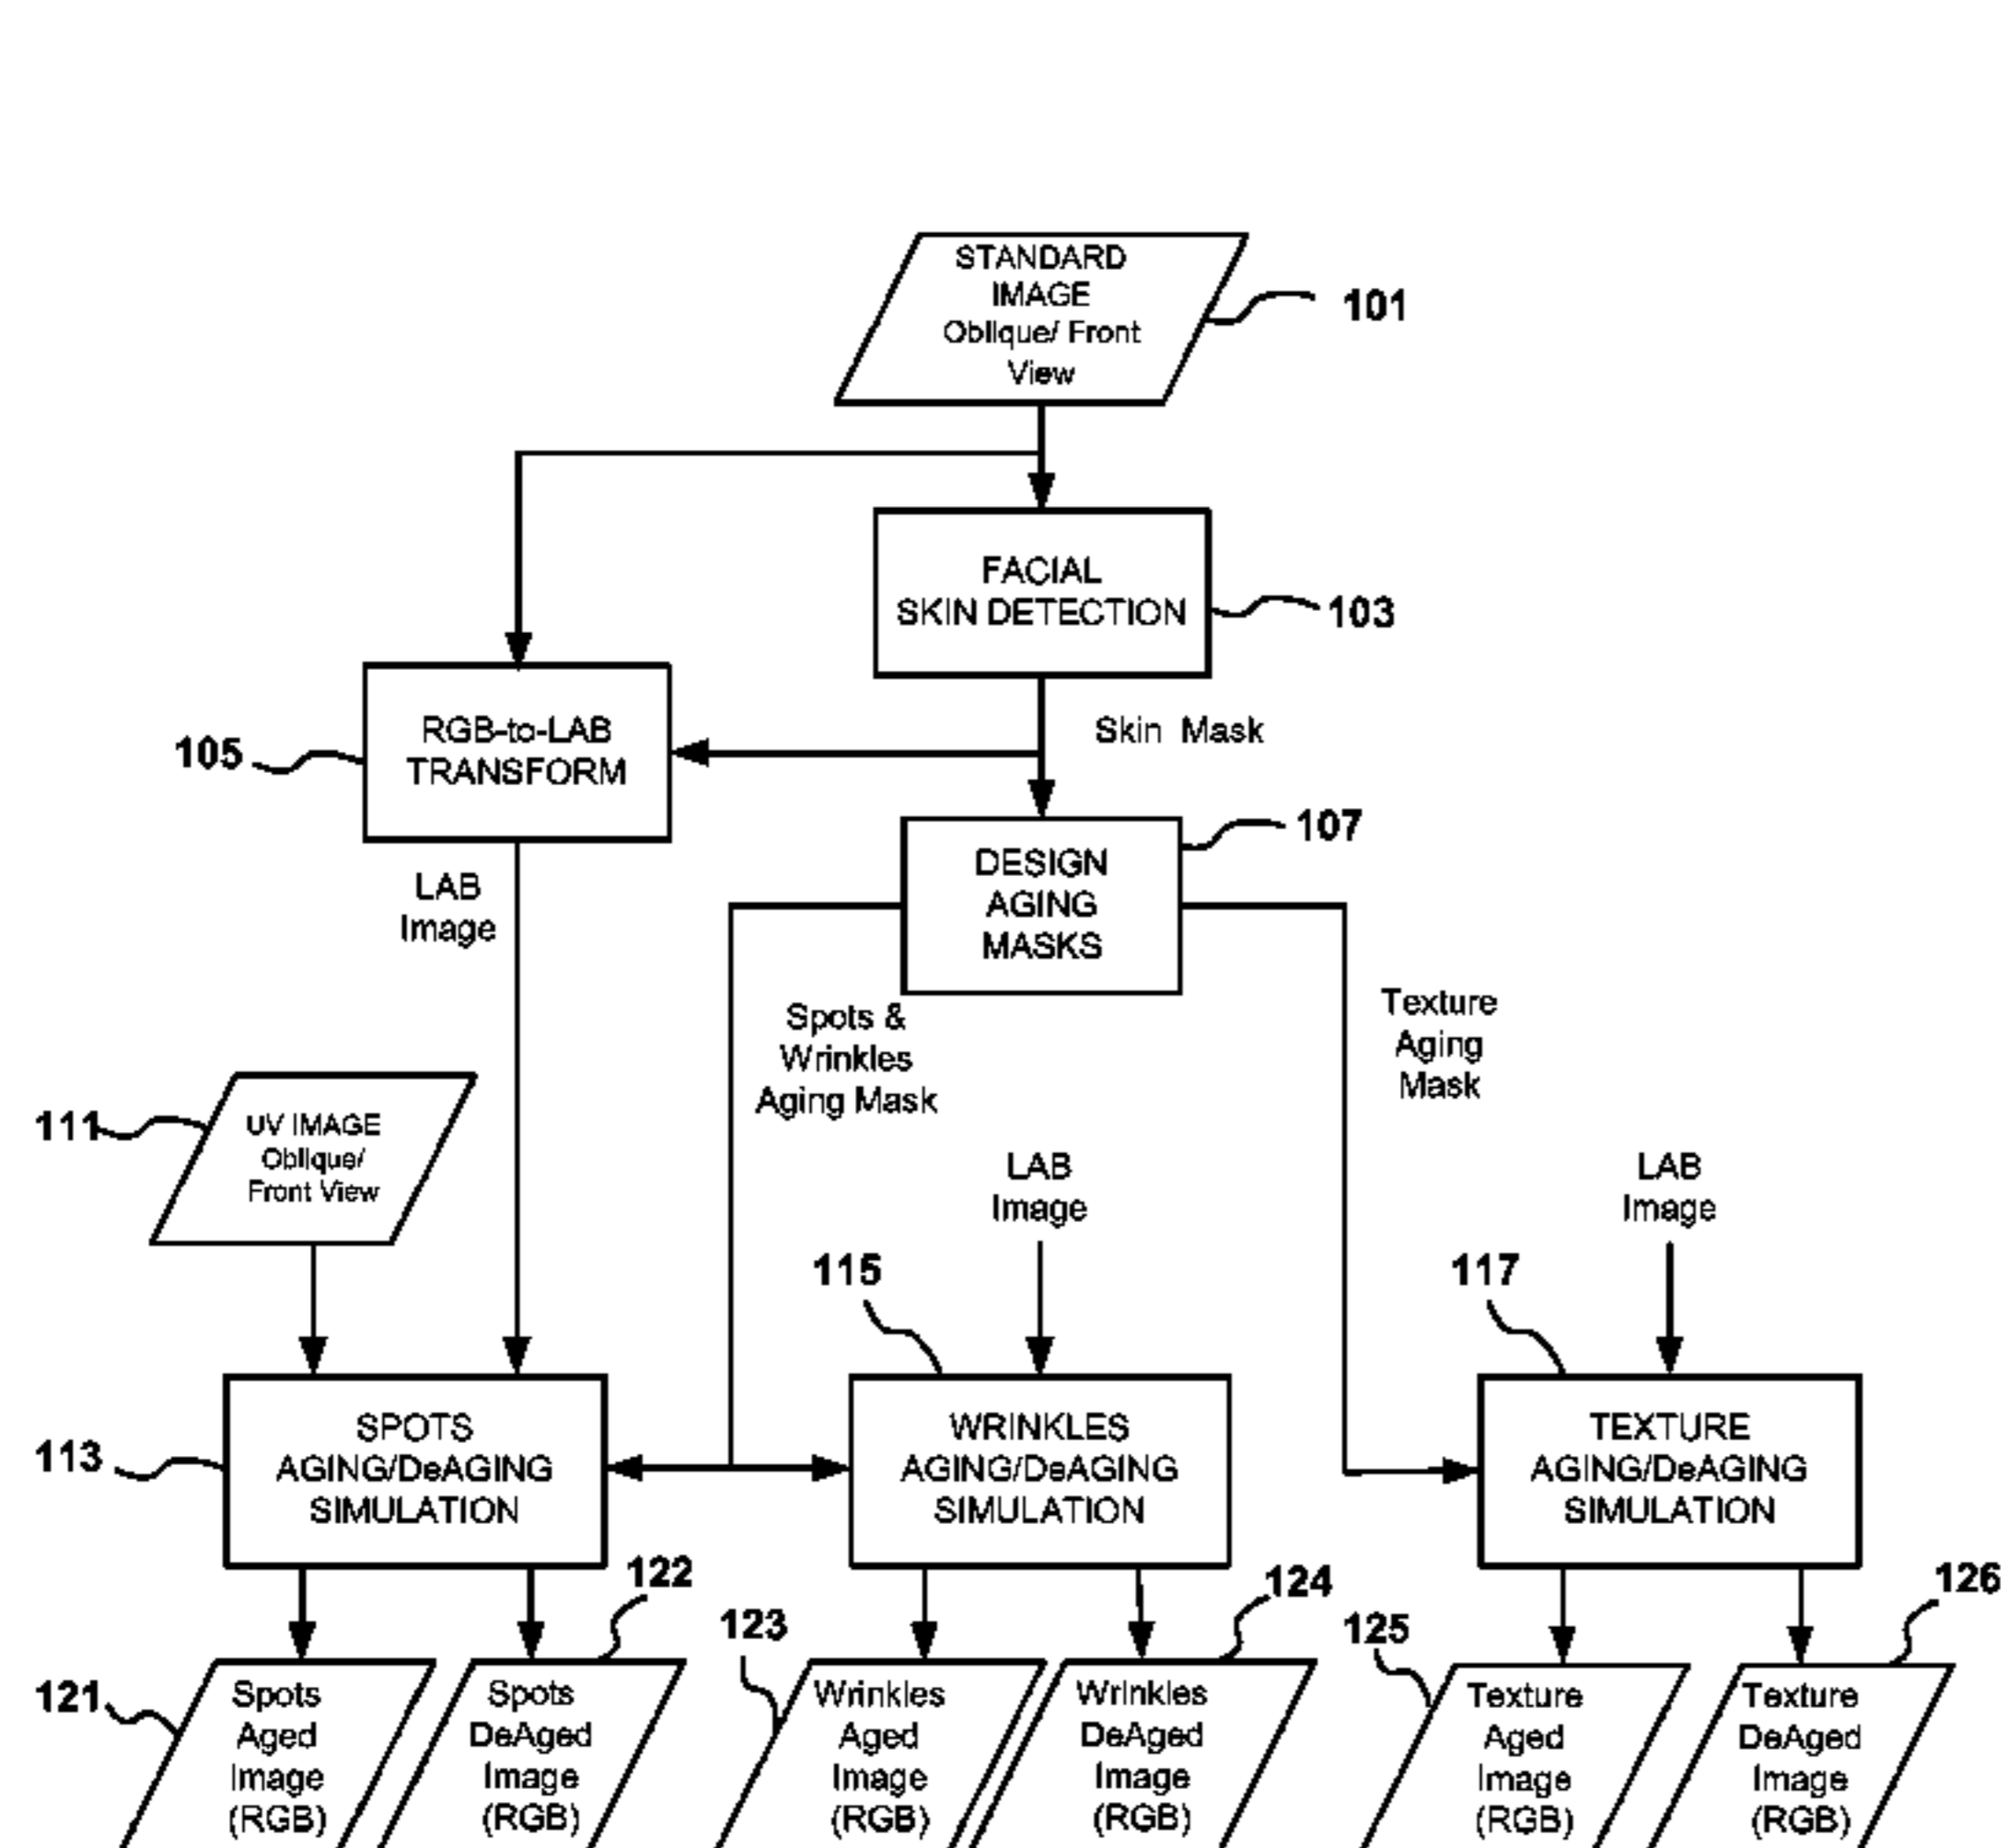 STANDARD
IMAGE
Oblique/ Front
View
101
FACIAL
SKIN DETECTION
103
RGB-to-LAB
TRANSFORM
105
Skin Mask
107
DESIGN
AGING
MASKS
LAB
Image
Spots &
Wrinkles
Aging Mask
Texture
Aging
Mask
111
UV IMAGE
Oblique/
Front View
LAB
Image
LAB
Image
115
117
113
SPOTS
AGING/DeAGING
SIMULATION
WRINKLES
AGING/DeAGING
SIMULATION
TEXTURE
AGING/DeAGING
SIMULATION
122
124
126
123
125
121
Spots
Aged
Image
(RGB)
Spots
DeAged
Image
(RGB)
Wrinkles
Aged
Image
(RGB)
Wrinkles
DeAged
Image
(RGB)
Texture
Aged
Image
(RGB)
Texture
DeAged
Image
(RGB)